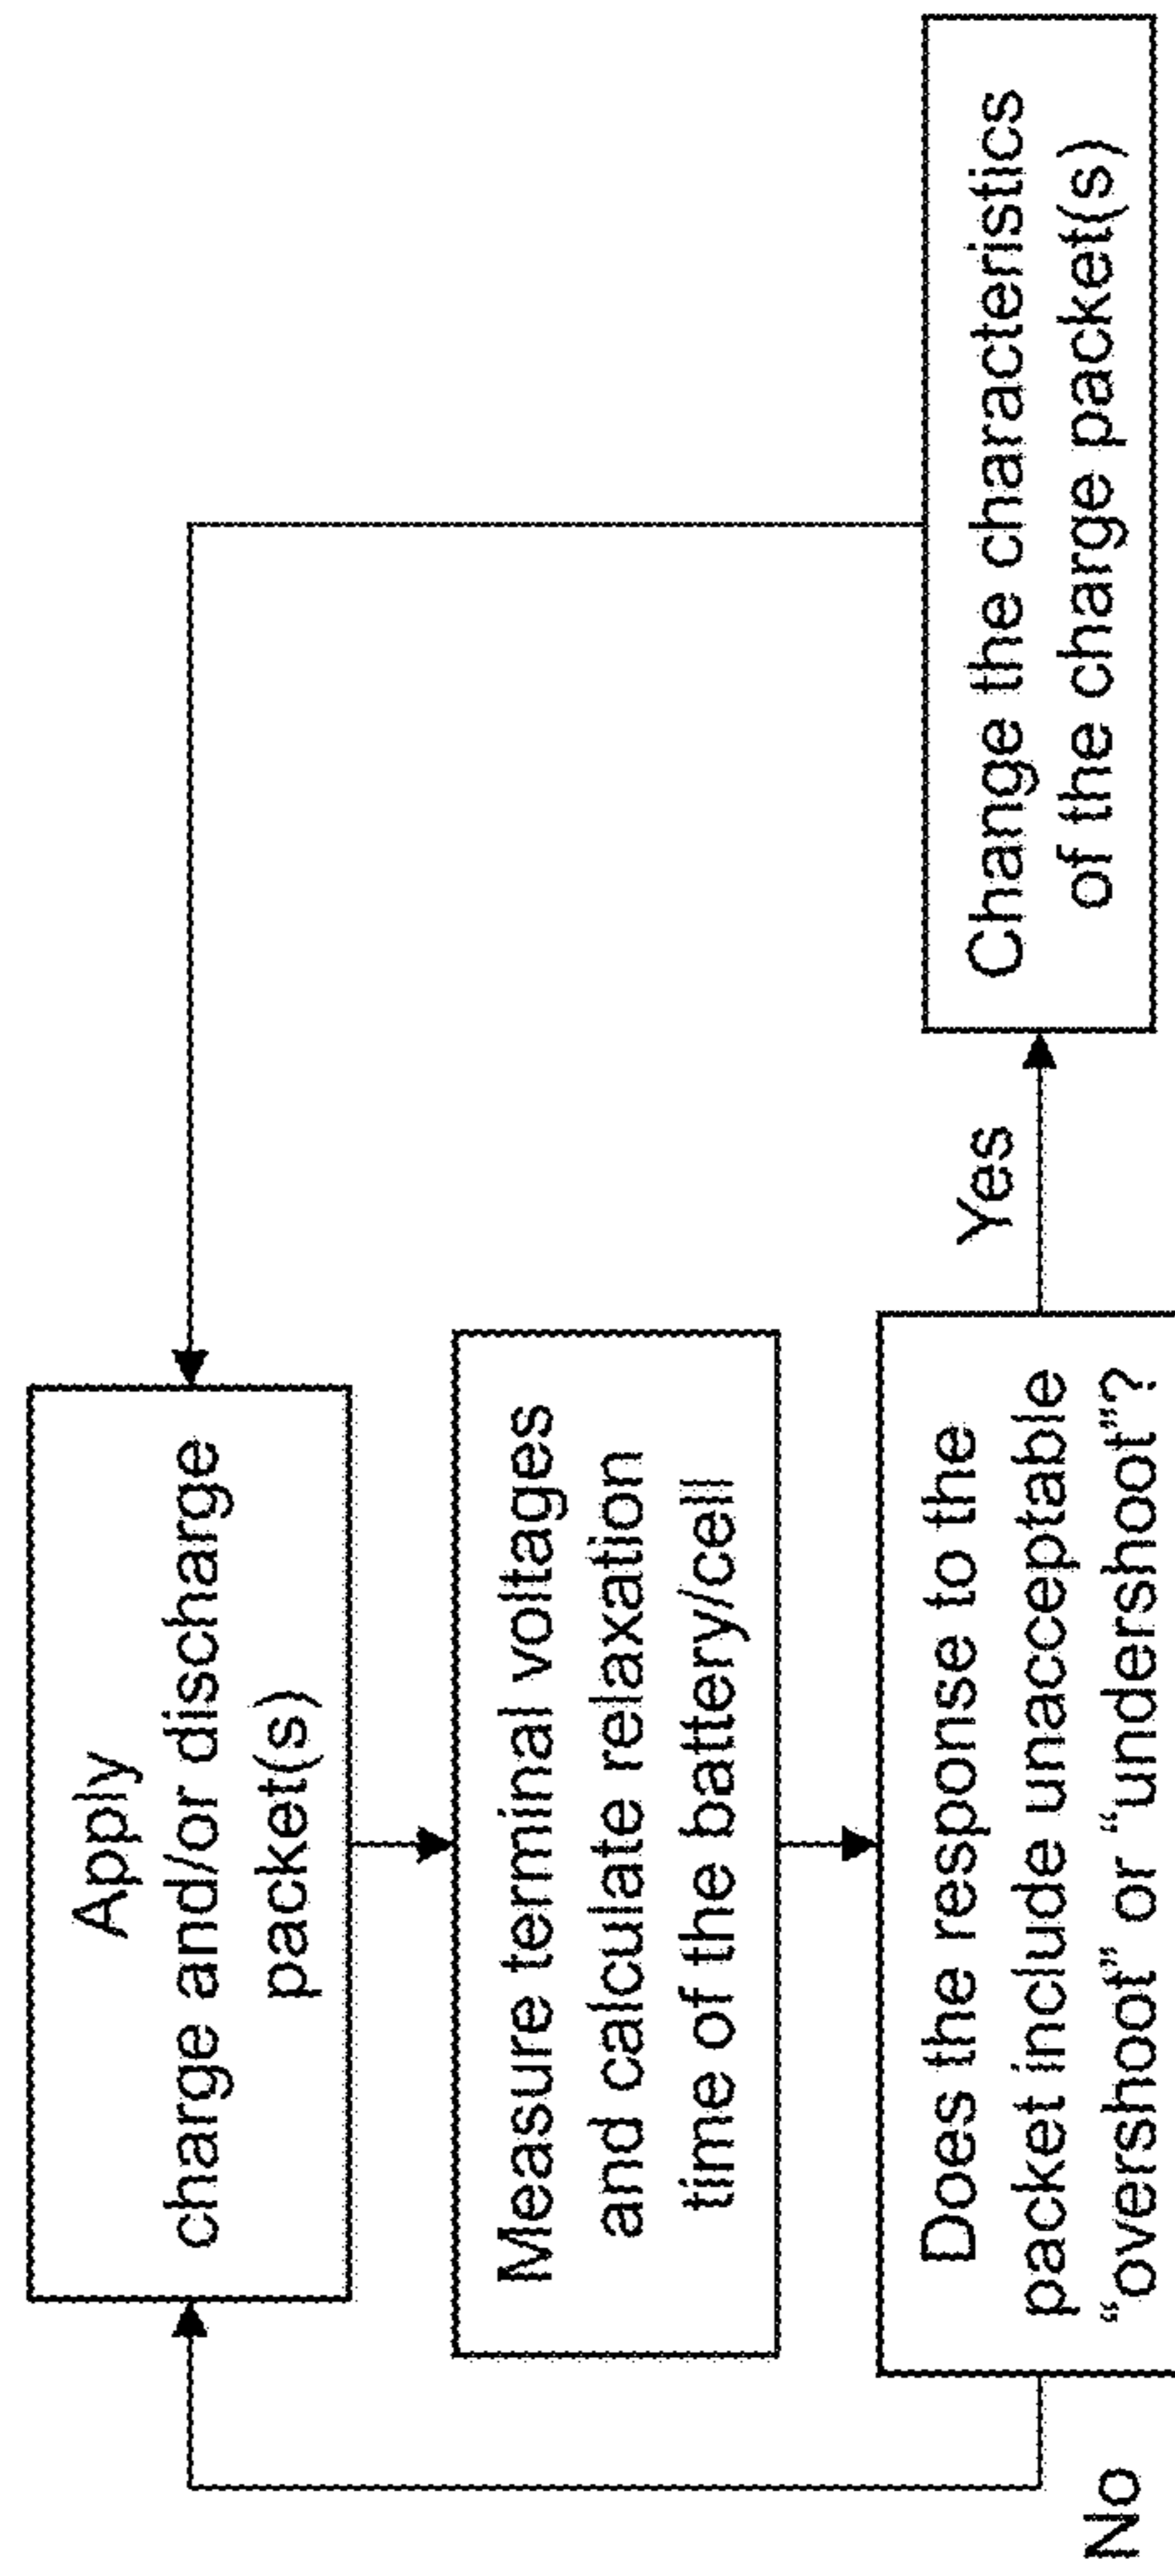 Apply
charge and/or discharge
packet(s)
Measure terminal voltages
and calculate relaxation
time of the battery/cell
Does the response to the
packet include unacceptable
“overshoot” or “undershoot”?
No
Yes
Change the characteristics
of the charge packet(s)